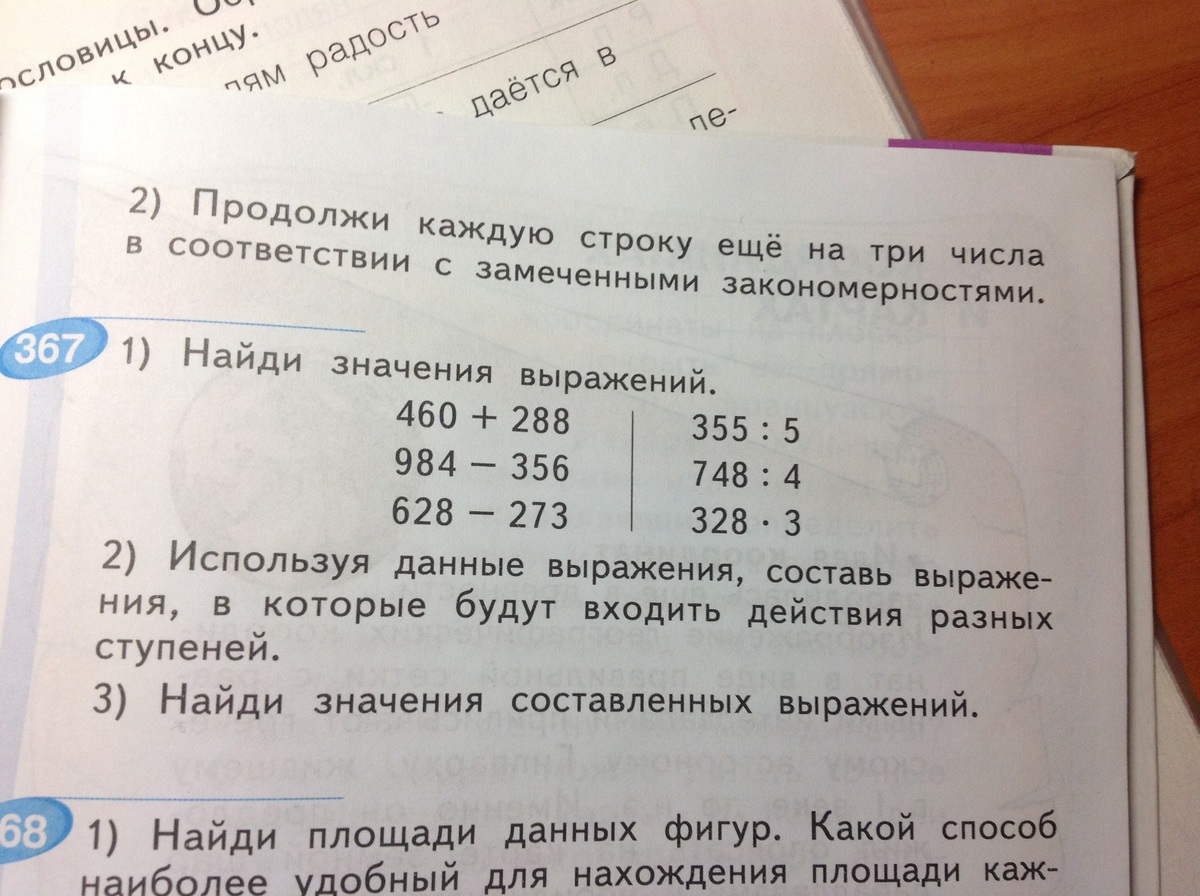 ословицы.
к концу.
лям радость
даётся в
пе-
2) Продолжи каждую строку ещё на три числа
в соответствии с замеченными закономерностями.
367 1) Найди значения выражений.
460 + 288 355 : 5
984 − 356 748 : 4
628 − 273 328 · 3
2) Используя данные выражения, составь выраже-
ния, в которые будут входить действия разных
ступеней.
3) Найди значения составленных выражений.
68 1) Найди площади данных фигур. Какой способ
наиболее удобный для нахождения площади каж-